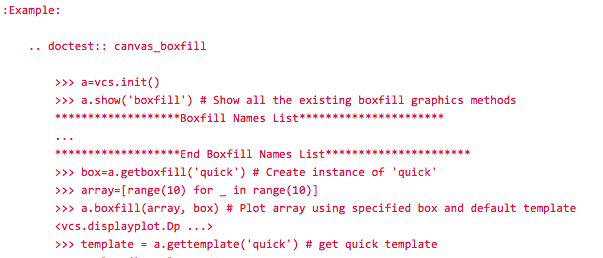 :Example:
.. doctest:: canvas_boxfill
>>> a=vcs.init()
>>> a.show('boxfill') # Show all the existing boxfill graphics methods
*******************Boxfill Names List**********************
...
*******************End Boxfill Names List**********************
>>> box=a.getboxfill('quick') # Create instance of 'quick'
>>> array=[range(10) for _ in range(10)]
>>> a.boxfill(array, box) # Plot array using specified box and default template
<vcs.displayplot.Dp ...>
>>> template = a.gettemplate('quick') # get quick template